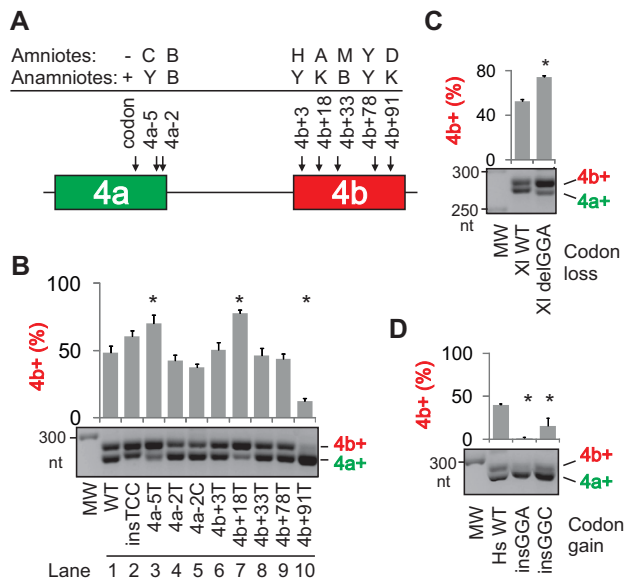 A
Amniotes: - C B H A M Y D
Anamniotes: + Y B Y K B Y K
codon 4a-5 4a-2 4b+3 4b+18 4b+33 4b+78 4b+91
4a 4b
B
100
50
0
4b+ (%)
* * *
300
nt
4b+
4a+
MW WT insTCC 4a-5T 4a-2T 4a-2C 4b+3T 4b+18T 4b+33T 4b+78T 4b+91T
Lane 1 2 3 4 5 6 7 8 9 10
C
80
40
0
4b+ (%)
*
300
250
nt
4b+
4a+
MW Xl WT Xl delGGA
Codon
loss
D
100
50
0
4b+ (%)
* *
300
nt
4b+
4a+
MW Hs WT insGGA insGGC
Codon
gain